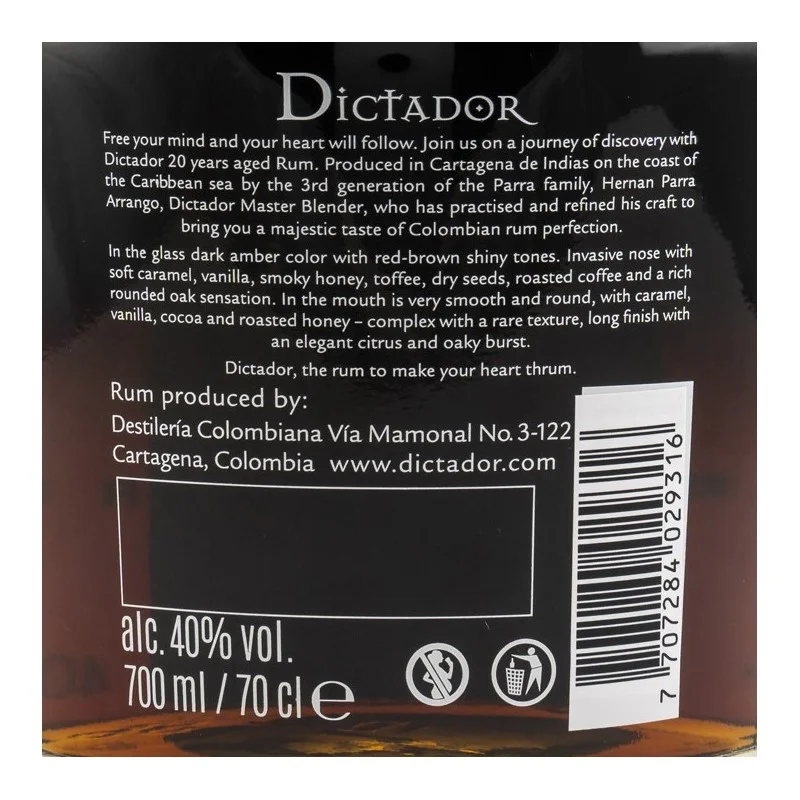 DICTADOR
Free your mind and your heart will follow. Join us on a journey of discovery with
Dictador 20 years aged Rum. Produced in Cartagena de Indias on the coast of
the Caribbean sea by the 3rd generation of the Parra family, Hernan Parra
Arrango, Dictador Master Blender, who has practised and refined his craft to
bring you a majestic taste of Colombian rum perfection.
In the glass dark amber color with red-brown shiny tones. Invasive nose with
soft caramel, vanilla, smoky honey, toffee, dry seeds, roasted coffee and a rich
rounded oak sensation. In the mouth is very smooth and round, with caramel,
vanilla, cocoa and roasted honey – complex with a rare texture, long finish with
an elegant citrus and oaky burst.
Dictador, the rum to make your heart thrum.
Rum produced by:
Destilería Colombiana Vía Mamonal No. 3-122
Cartagena, Colombia www.dictador.com
alc. 40% vol.
700 ml / 70 cl e
7 707284 029316